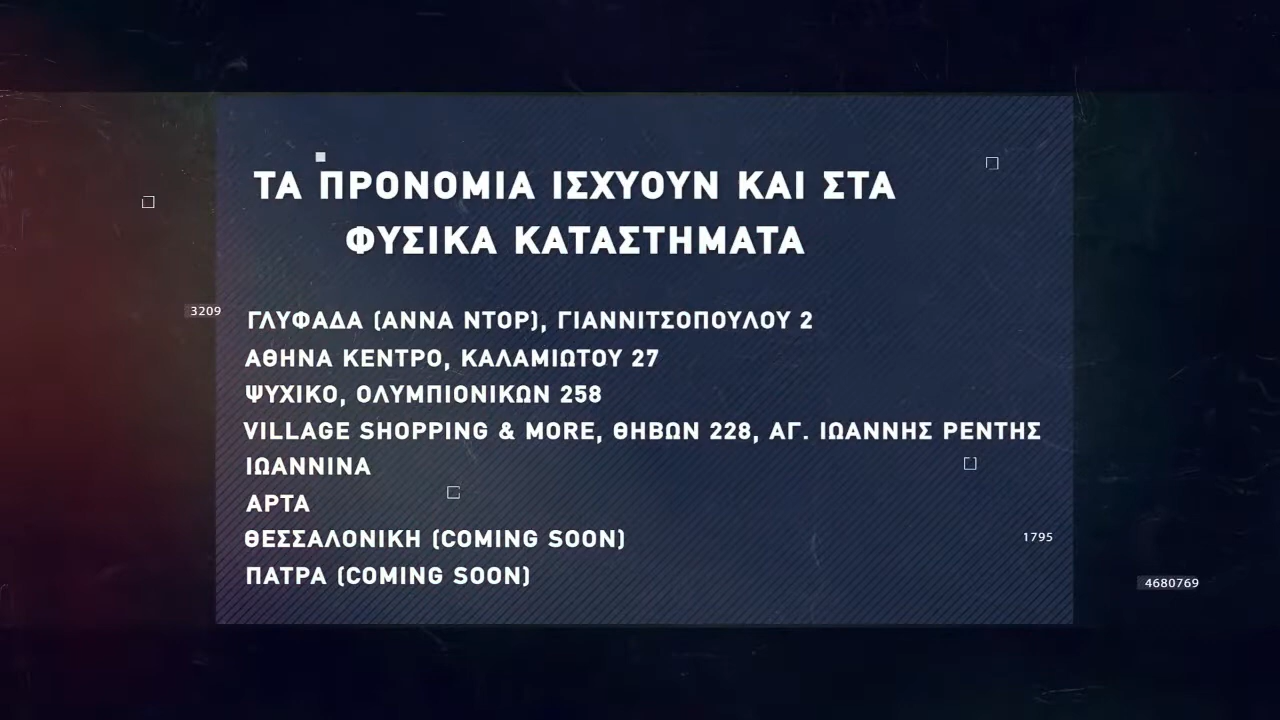 ΤΑ ΠΡΟΝΟΜΙΑ ΙΣΧΥΟΥΝ ΚΑΙ ΣΤΑ
ΦΥΣΙΚΑ ΚΑΤΑΣΤΗΜΑΤΑ
3209
ΓΛΥΦΑΔΑ (ΑΝΝΑ ΝΤΟΡ), ΓΙΑΝΝΙΤΣΟΠΟΥΛΟΥ 2
ΑΘΗΝΑ ΚΕΝΤΡΟ, ΚΑΛΑΜΙΩΤΟΥ 27
ΨΥΧΙΚΟ, ΟΛΥΜΠΙΟΝΙΚΩΝ 258
VILLAGE SHOPPING & MORE, ΘΗΒΩΝ 228, ΑΓ. ΙΩΑΝΝΗΣ ΡΕΝΤΗΣ
ΙΩΑΝΝΙΝΑ
ΑΡΤΑ
ΘΕΣΣΑΛΟΝΙΚΗ (COMING SOON)
1795
ΠΑΤΡΑ (COMING SOON)
4680769